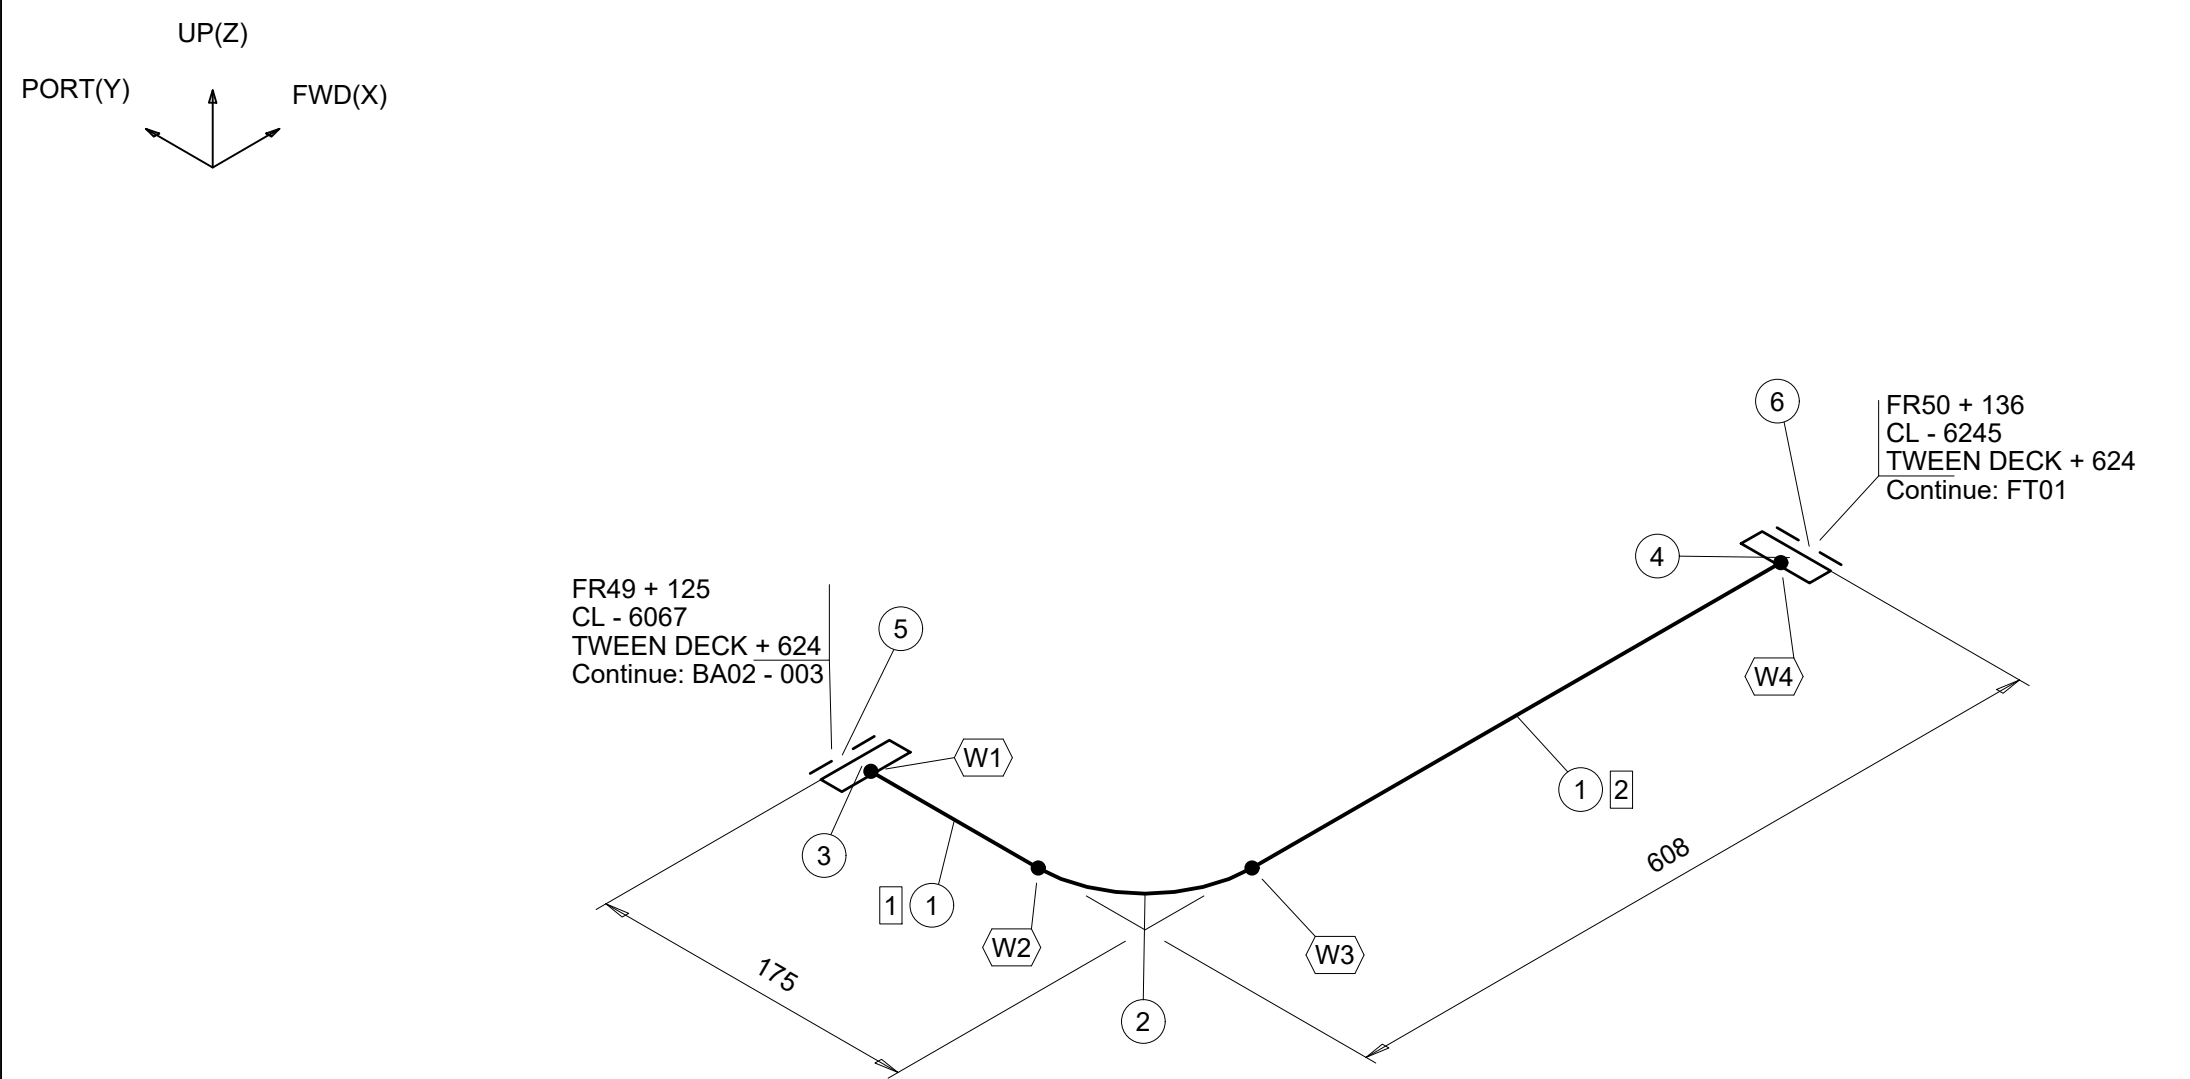 UP(Z)
PORT(Y)
FWD(X)
6
FR50 + 136
CL - 6245
TWEEN DECK + 624
Continue: FT01
4
FR49 + 125
CL - 6067
TWEEN DECK + 624
Continue: BA02 - 003
5
W4
W1
1 2
3
608
1 1
W2
W3
175
2